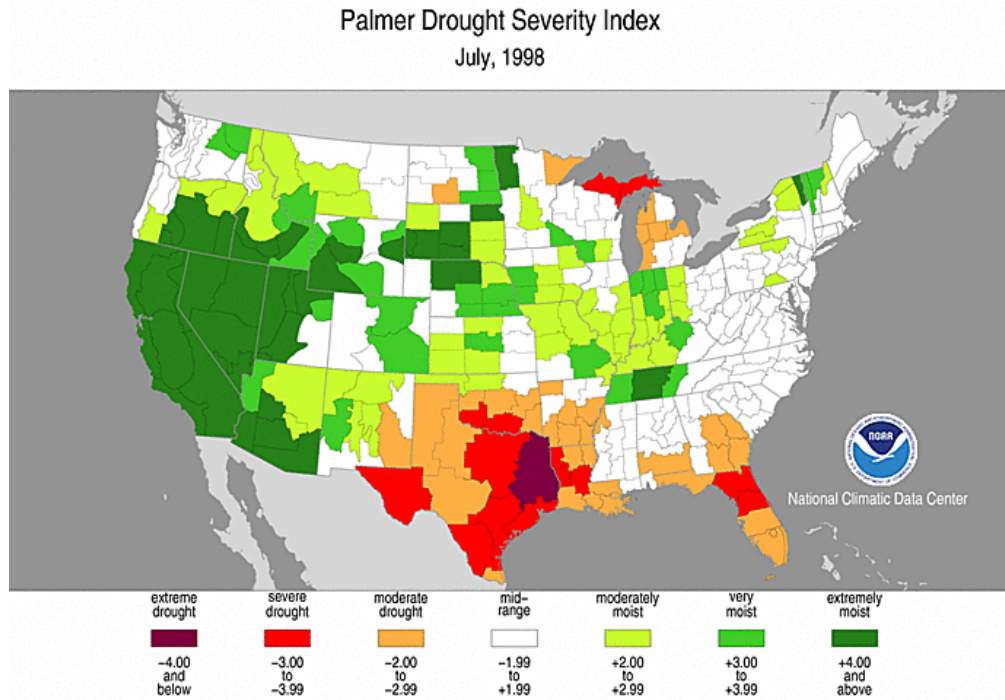 Palmer Drought Severity Index
July, 1998
NOAA
National Climatic Data Center
extreme drought
severe drought
moderate drought
mid-range
moderately moist
very moist
extremely moist
-4.00 and below
-3.00 to -3.99
-2.00 to -2.99
-1.99 to +1.99
+2.00 to +2.99
+3.00 to +3.99
+4.00 and above